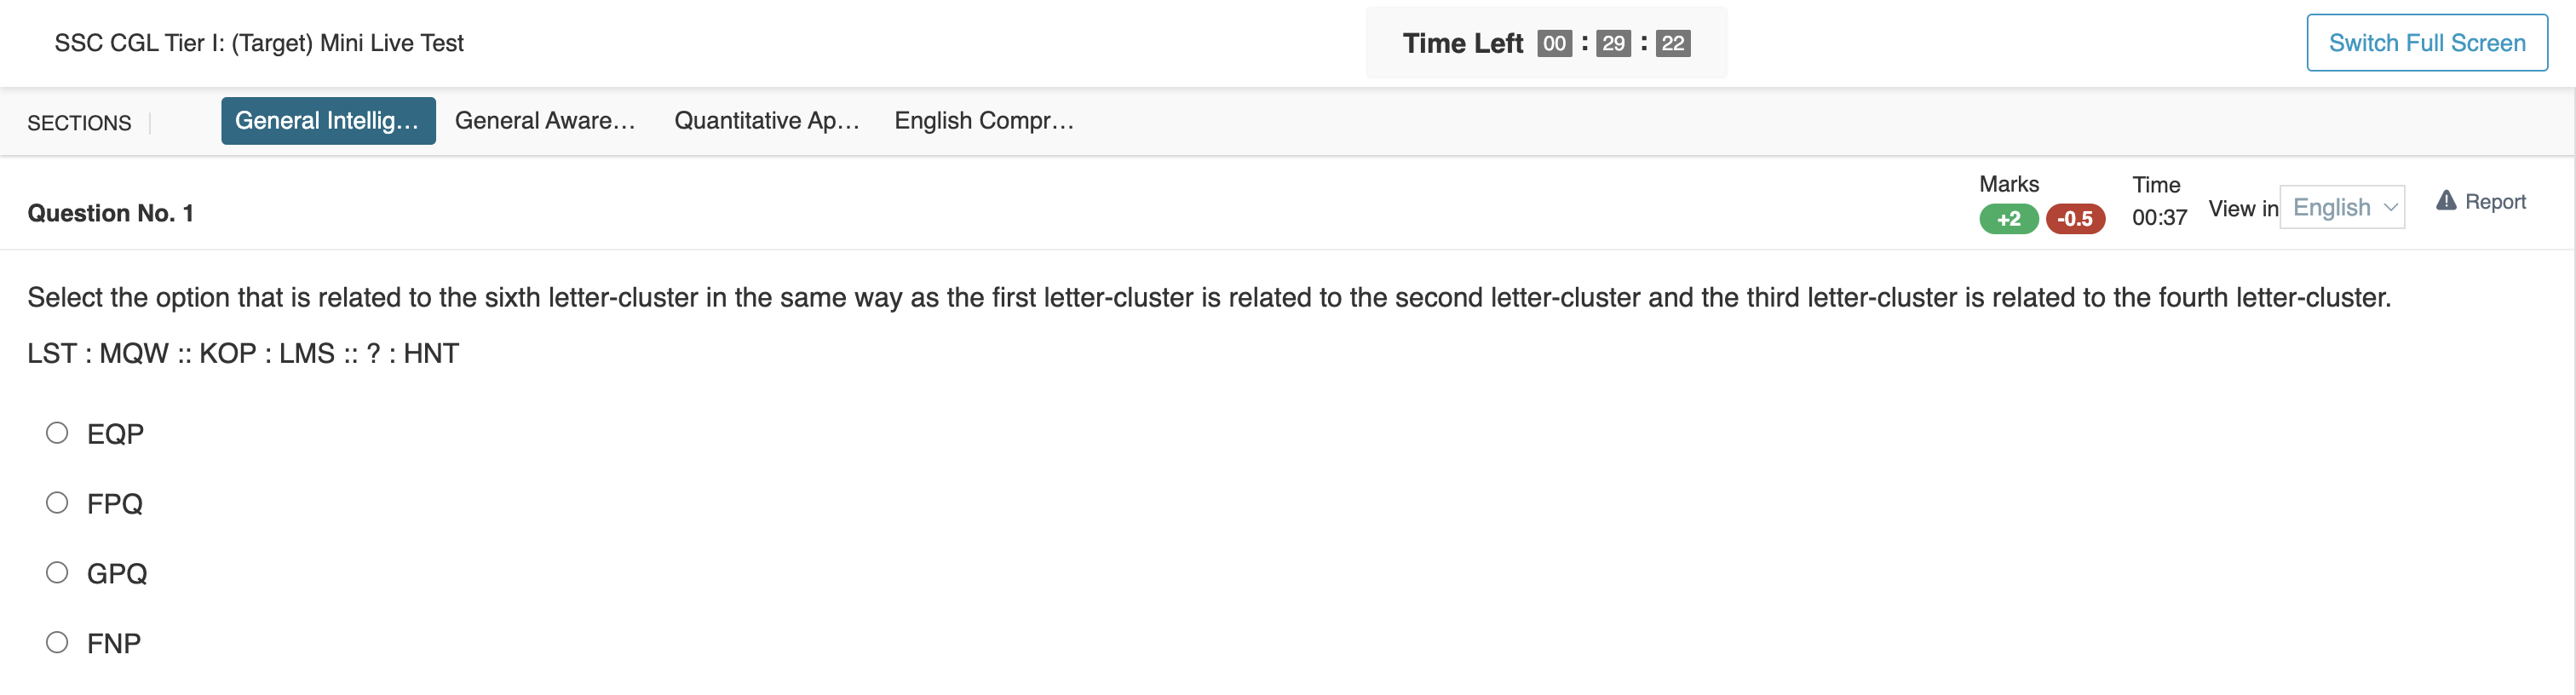 SSC CGL Tier I: (Target) Mini Live Test
Time Left 00 : 29 : 22
Switch Full Screen
SECTIONS
General Intellig...
General Aware...
Quantitative Ap...
English Compr...
Question No. 1
Marks
+2 -0.5
Time
00:37
View in English
Report
Select the option that is related to the sixth letter-cluster in the same way as the first letter-cluster is related to the second letter-cluster and the third letter-cluster is related to the fourth letter-cluster.
LST : MQW :: KOP : LMS :: ? : HNT
EQP
FPQ
GPQ
FNP